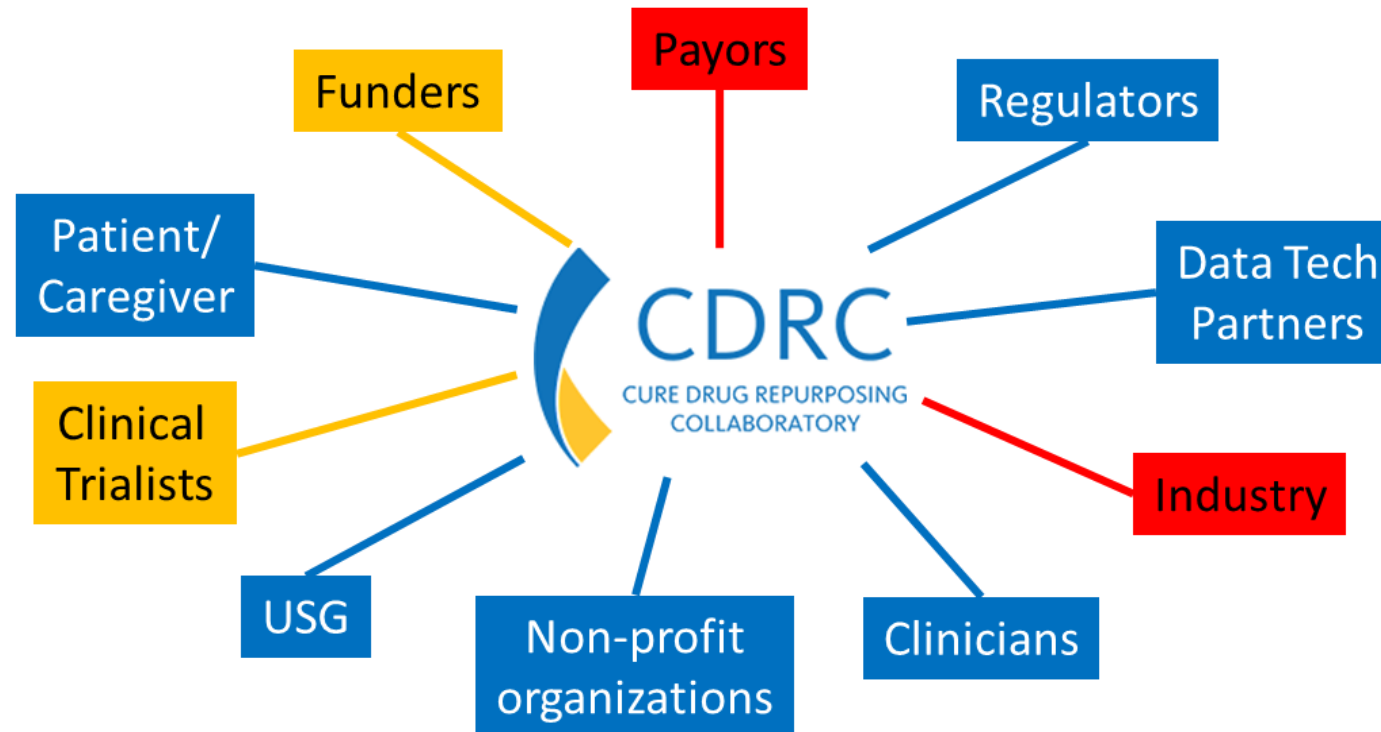 Payors
Funders
Regulators
Patient/
Caregiver
Data Tech
Partners
CDRC
CURE DRUG REPURPOSING
COLLABORATORY
Clinical
Trialists
Industry
USG
Non-profit
organizations
Clinicians